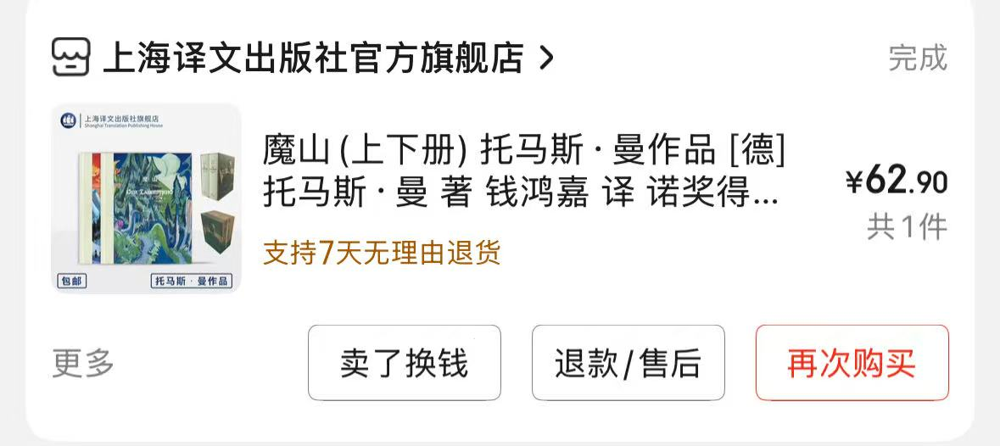 上海译文出版社官方旗舰店 >
完成
上海译文出版社旗舰店
Shanghai Translation Publishing House
魔山
DER ZAUBERBERG
包邮
托马斯·曼作品
魔山(上下册) 托马斯·曼作品 [德]
托马斯·曼 著 钱鸿嘉 译 诺奖得...
¥62.90
共1件
支持7天无理由退货
更多
卖了换钱
退款/售后
再次购买